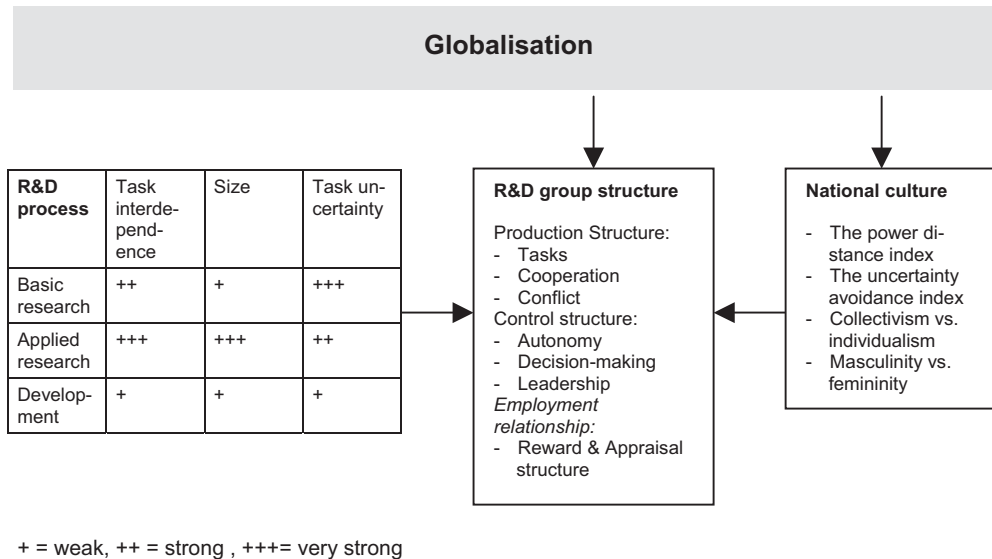 Globalisation
R&D process
Task interde-
pend-
ence
Size
Task un-
certainty
Basic research
++
+
+++
Applied research
+++
+++
++
Develop-
ment
+
+
+
R&D group structure
Production Structure:
- Tasks
- Cooperation
- Conflict
Control structure:
- Autonomy
- Decision-making
- Leadership
Employment
relationship:
- Reward & Appraisal
structure
National culture
- The power di-
stance index
- The uncertainty
avoidance index
- Collectivism vs.
individualism
- Masculinity vs.
femininity
+ = weak, ++ = strong , +++= very strong